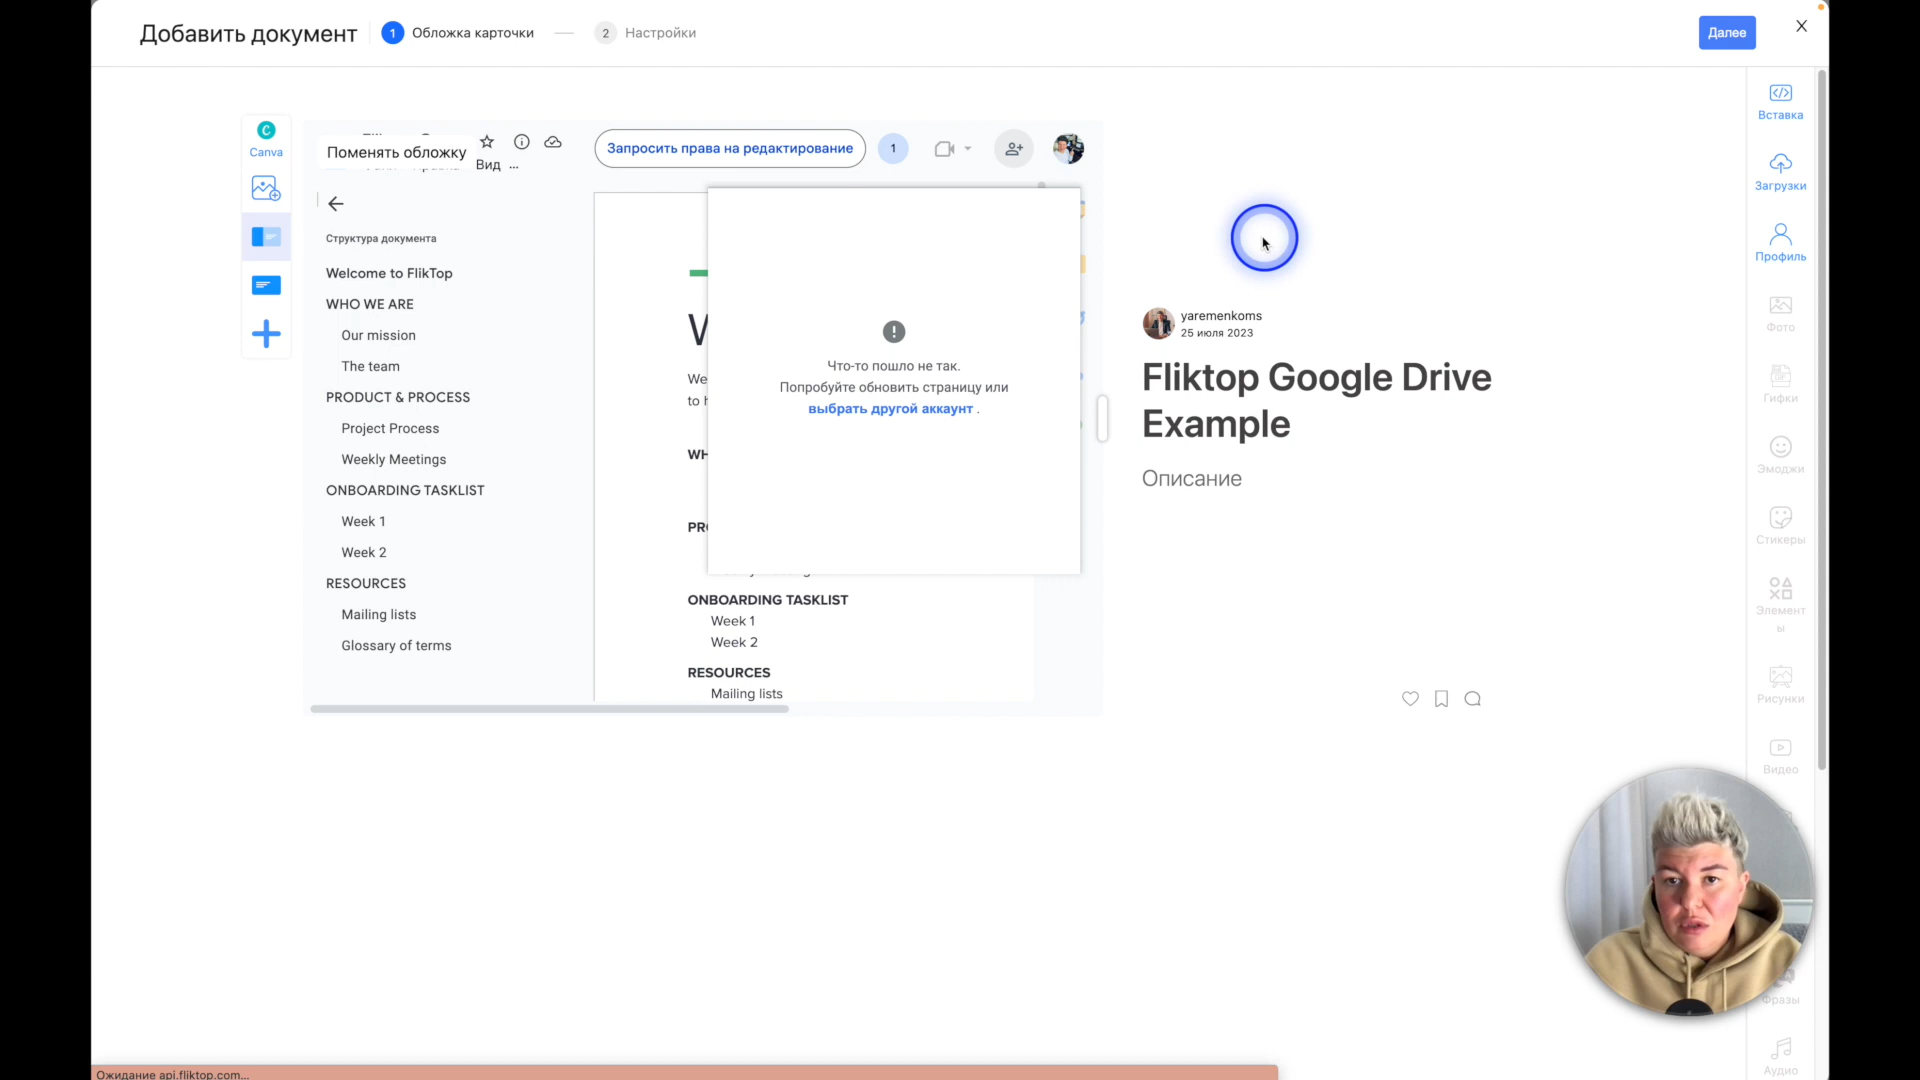 Добавить документ
1 Обложка карточки
2 Настройки
Далее
Canva
Поменять обложку
Вид ...
Запросить права на редактирование
1
Структура документа
Welcome to FlikTop
WHO WE ARE
Our mission
The team
PRODUCT & PROCESS
Project Process
Weekly Meetings
ONBOARDING TASKLIST
Week 1
Week 2
RESOURCES
Mailing lists
Glossary of terms
We
to
WH
Что-то пошло не так.
Попробуйте обновить страницу или
выбрать другой аккаунт .
ONBOARDING TASKLIST
Week 1
Week 2
RESOURCES
Mailing lists
yaremenkoms
25 июля 2023
Fliktop Google Drive
Example
Описание
Вставка
Загрузки
Профиль
Фото
Гифки
Эмоджи
Стикеры
Элемент
ы
Рисунки
Видео
Фразы
Аудио
Ожидание api.fliktop.com...